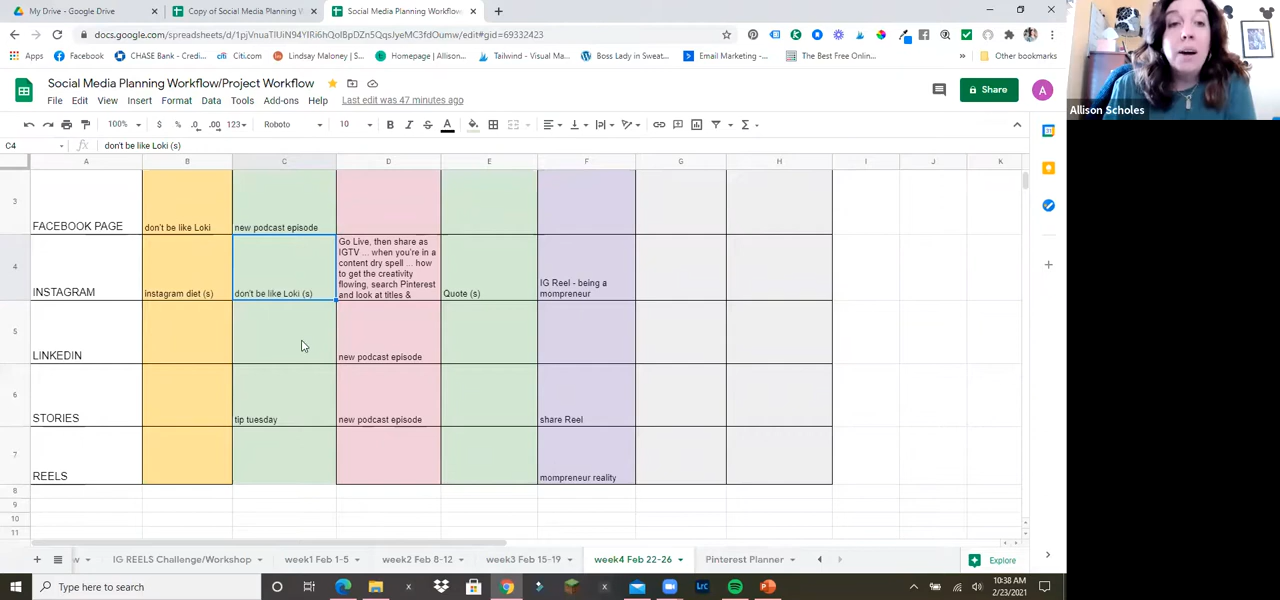 My Drive - Google Drive
Copy of Social Media Planning W
Social Media Planning Workflow/
docs.google.com/spreadsheets/d/1pjVnuaTlUiN94YIRi6hQolBpDZn5QqsJyeMC3fdOumw/edit#gid=69332423
Apps
Facebook
CHASE Bank - Credi...
Citi.com
Lindsay Maloney | S...
Homepage | Allison...
Tailwind - Visual Ma...
Boss Lady in Sweat...
Email Marketing -...
The Best Free Onlin...
»
Other bookmarks
Social Media Planning Workflow/Project Workflow
File Edit View Insert Format Data Tools Add-ons Help Last edit was 47 minutes ago
Share
A
Allison Scholes
100% $ % .0 .00 123 Roboto 10 B I S A
C4 fx don't be like Loki (s)
A B C D E F G H I J K
3
FACEBOOK PAGE don't be like Loki new podcast episode
4
INSTAGRAM instagram diet (s) don't be like Loki (s)
Go Live, then share as
IGTV ... when you're in a
content dry spell ... how
to get the creativity
flowing, search Pinterest
and look at titles &
Quote (s)
IG Reel - being a
mompreneur
5
LINKEDIN new podcast episode
6
STORIES tip tuesday new podcast episode share Reel
7
REELS mompreneur reality
8
9
10
11
IG REELS Challenge/Workshop week1 Feb 1-5 week2 Feb 8-12 week3 Feb 15-19 week4 Feb 22-26 Pinterest Planner
Explore
Type here to search
Lrc
10:38 AM
2/23/2021